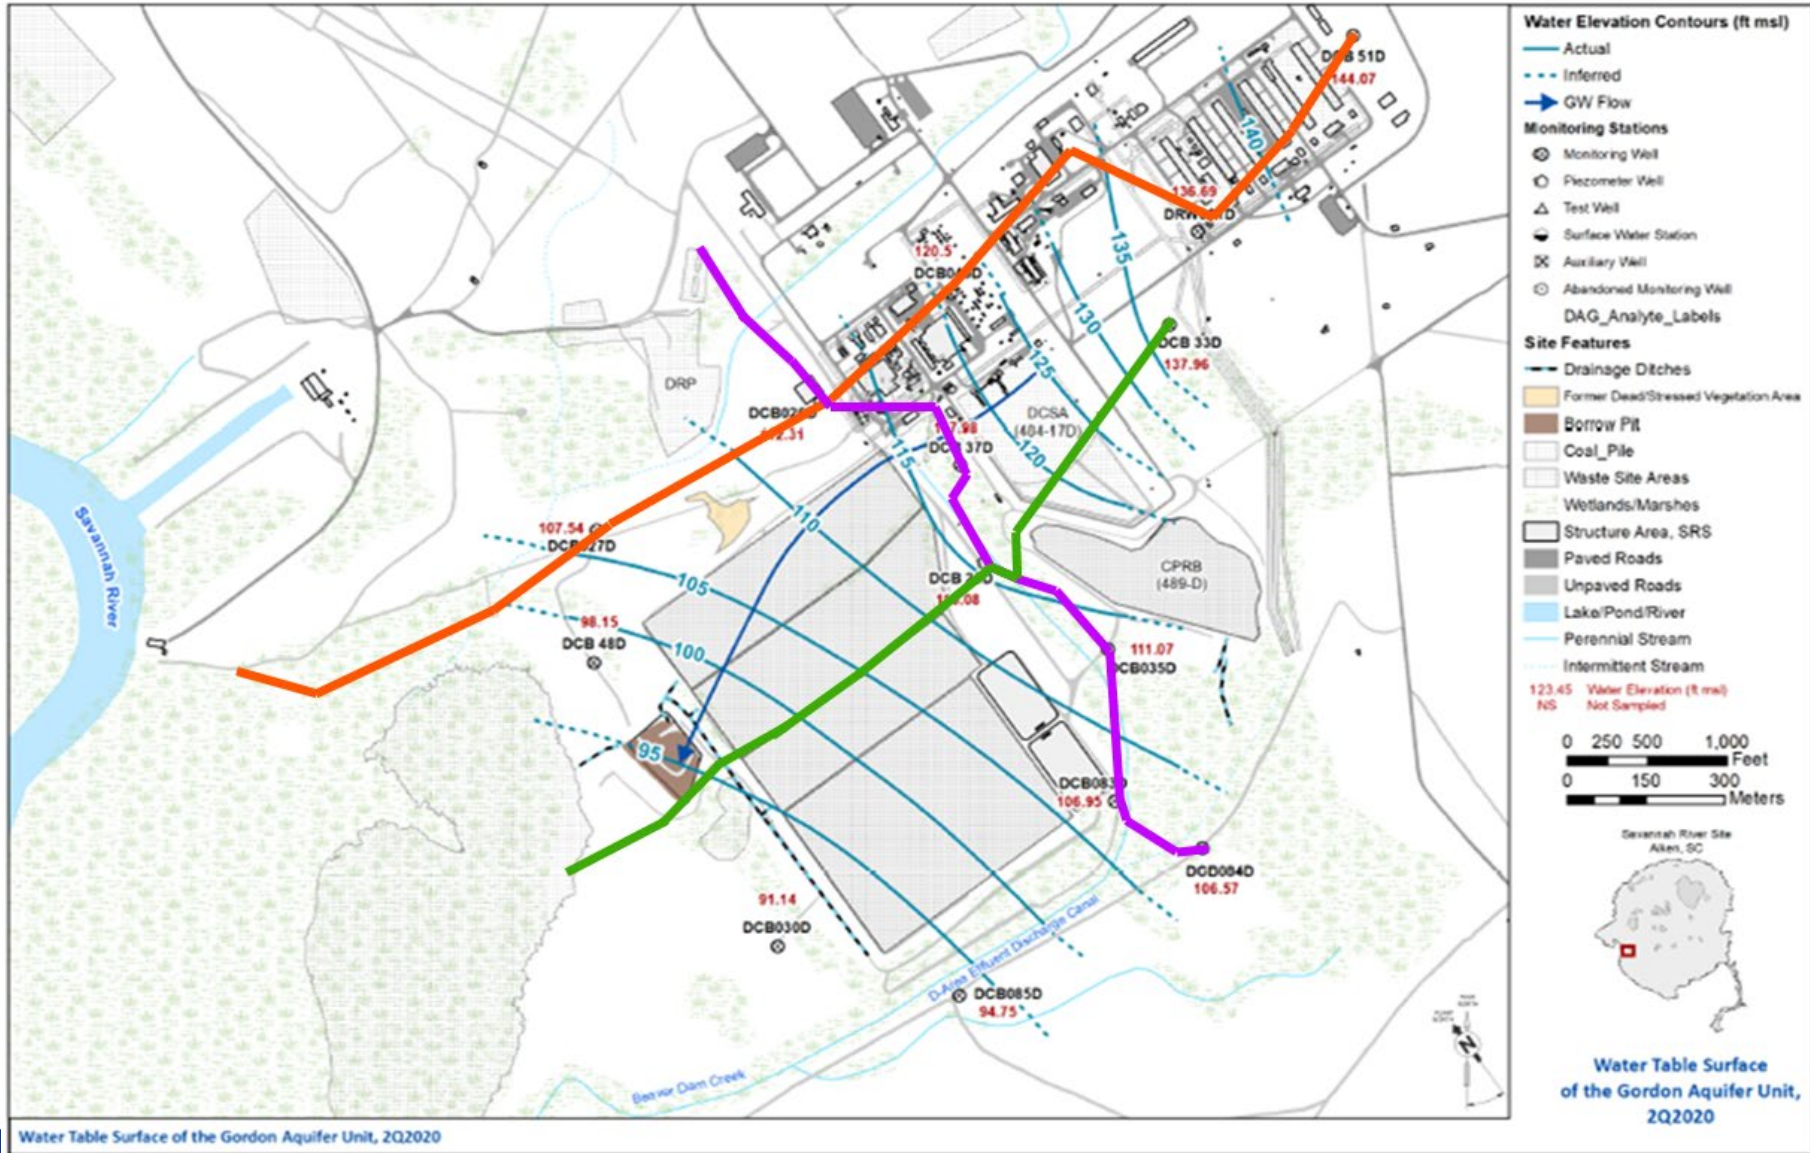 DCB 51D
144.07
140
136.69
135
120.5
130
DCB 33D
137.96
125
DRP
DCSA
(484-17D)
112.31
DCB 37D
120
115
110
107.54
CPRB
(489-D)
105
98.15
DCB 48D
100
111.07
DCB035D
95
106.95
DCB084D
106.57
91.14
DCB030D
D-Area Effluent Discharge Canal
DCB085D
94.75
Beaver Dam Creek
Savannah River
Water Table Surface of the Gordon Aquifer Unit, 2Q2020
Water Elevation Contours (ft msl)
Actual
Inferred
GW Flow
Monitoring Stations
Monitoring Well
Piezometer Well
Test Well
Surface Water Station
Auxiliary Well
Abandoned Monitoring Well
DAG_Analyte_Labels
Site Features
Drainage Ditches
Former Dead/Stressed Vegetation Area
Borrow Pit
Coal_Pile
Waste Site Areas
Wetlands/Marshes
Structure Area, SRS
Paved Roads
Unpaved Roads
Lake/Pond/River
Perennial Stream
Intermittent Stream
123.45 Water Elevation (ft msl)
NS Not Sampled
0 250 500 1,000
Feet
0 150 300
Meters
Savannah River Site
Aiken, SC
N
Water Table Surface
of the Gordon Aquifer Unit,
2Q2020